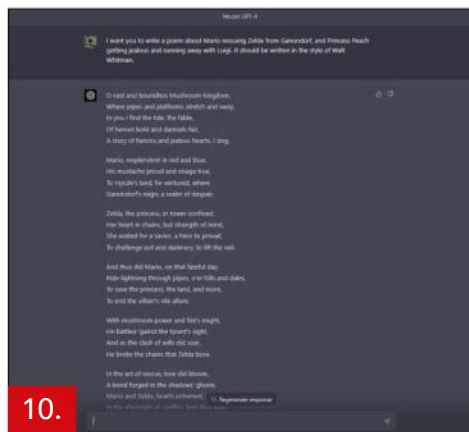 Model: GPT-4
I want you to write a poem about Mario rescuing Zelda from Ganondorf, and Princess Peach
getting jealous and running away with Luigi. It should be written in the style of Walt
Whitman.
O vast and boundless Mushroom kingdom,
Where pipes and platforms stretch and sway,
In you I find the tale, the fable,
Of heroes bold and damsels fair,
A story of heroics and jealous hearts, I sing.
Mario, resplendent in red and blue,
His mustache proud and visage true,
To Hyrule's land, he ventured, where
Ganondorf's reign, a realm of despair.
Zelda, the princess, in tower confined,
Her heart in chains, but strength of mind,
She waited for a savior, a hero to proud,
To challenge evil and darkness, to lift the veil.
And thus did Mario, on that fateful day,
Ride lightning through pipes, o'er hills and dales,
To save the princess, the land, and more,
To end the villain's vile allure.
With mushroom power and fire's might,
He battled 'gainst the tyrant's sight,
And as the clash of wills did soar,
He broke the chains that Zelda bore.
In the act of rescue, love did bloom,
A bond forged in the shadows' gloom,
Mario and Zelda, hearts entwined,
In the aftermath of conflict,
Regenerate response
10.